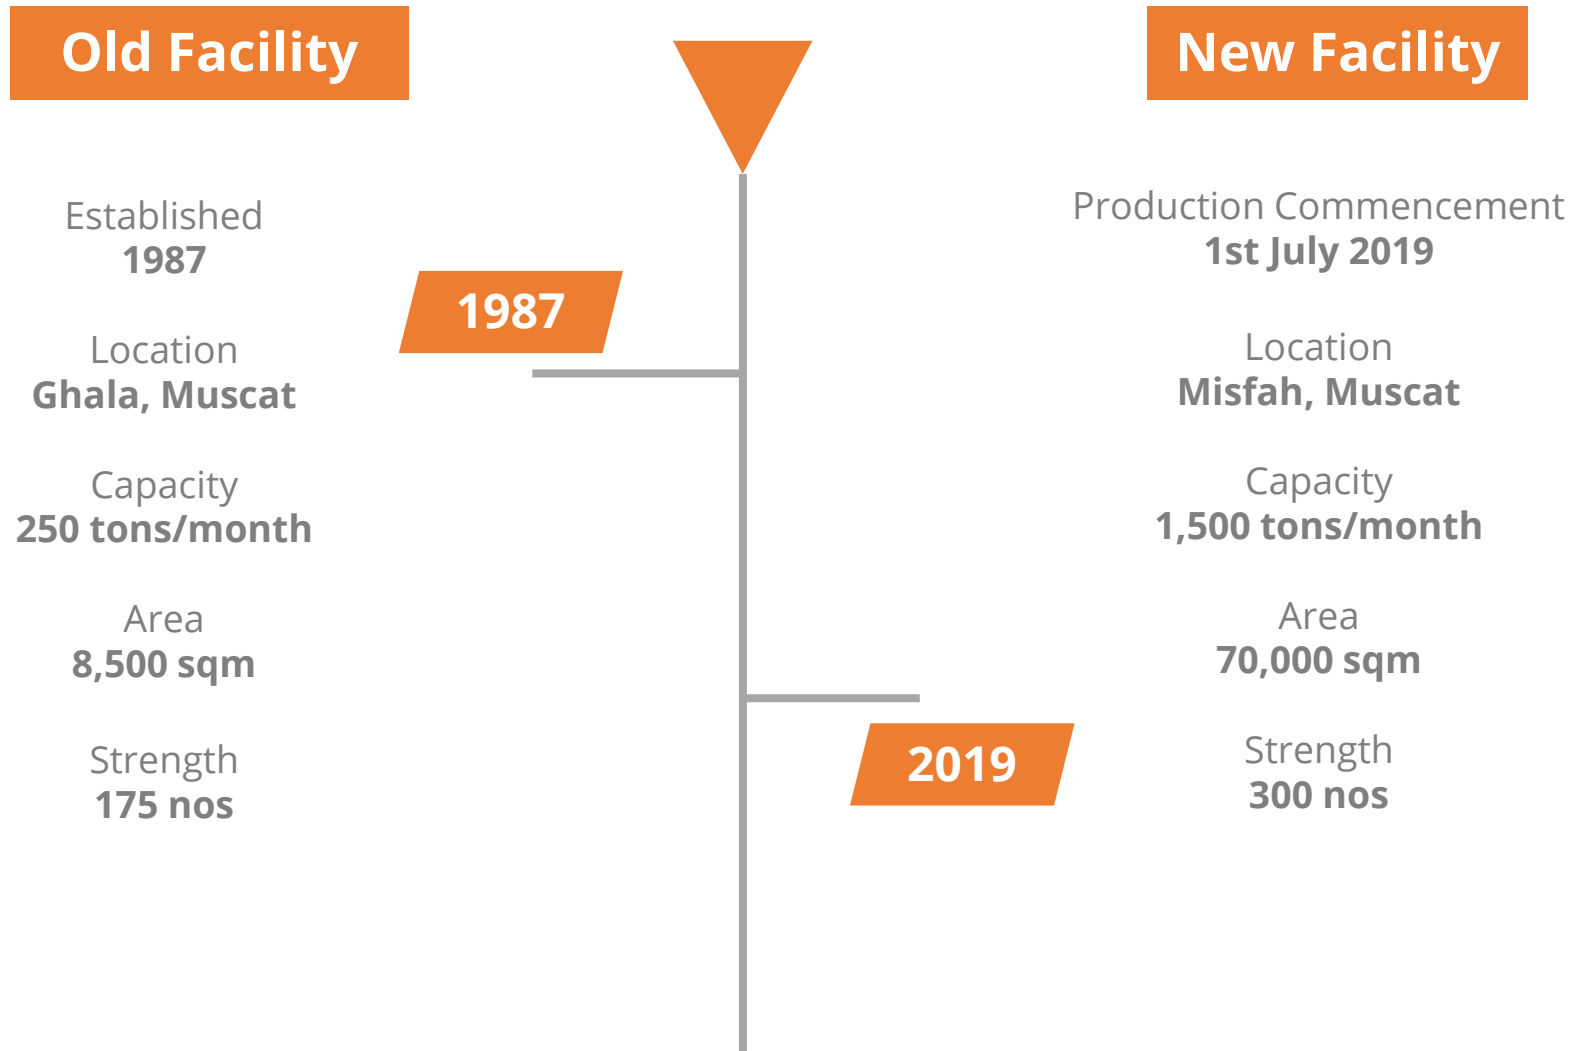 Old Facility
Established
1987
Location
Ghala, Muscat
Capacity
250 tons/month
Area
8,500 sqm
Strength
175 nos
1987
2019
New Facility
Production Commencement
1st July 2019
Location
Misfah, Muscat
Capacity
1,500 tons/month
Area
70,000 sqm
Strength
300 nos